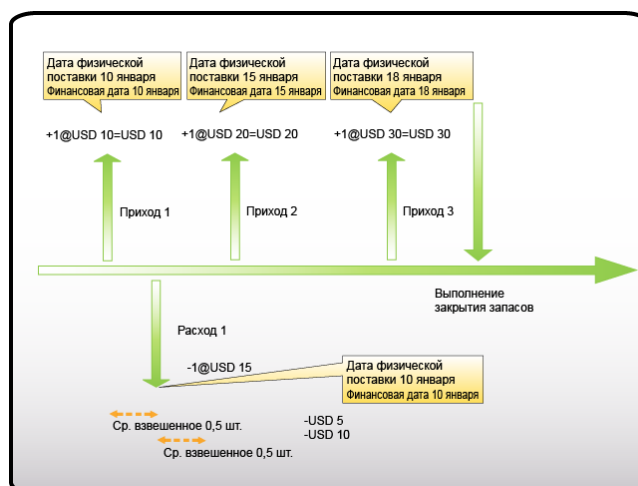 Дата физической
поставки 10 января
Финансовая дата 10 января
Дата физической
поставки 15 января
Финансовая дата 15 января
Дата физической
поставки 18 января
Финансовая дата 18 января
+1@USD 10=USD 10
+1@USD 20=USD 20
+1@USD 30=USD 30
Приход 1
Приход 2
Приход 3
Выполнение
закрытия запасов
Расход 1
-1@USD 15
Дата физической
поставки 10 января
Финансовая дата 10 января
Ср. взвешенное 0,5 шт.
-USD 5
-USD 10
Ср. взвешенное 0,5 шт.